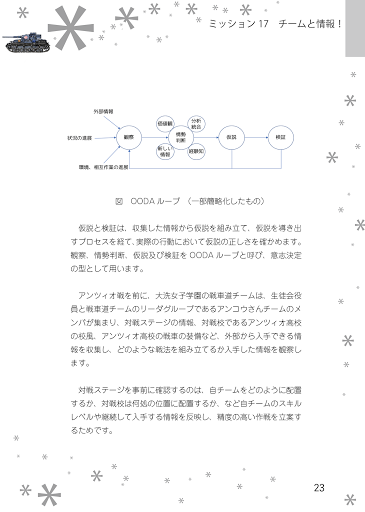 ミッション 17　チームと情報！
外部情報
状況の進展
環境、相互作業の進展
観察
価値観
分析
統合
情勢
判断
新しい
情報
経験知
仮説
検証
図　OODA ループ　（一部簡略化したもの）
仮説と検証は、収集した情報から仮説を組み立て、仮説を導き出
すプロセスを経て、実際の行動において仮説の正しさを確かめます。
観察、情勢判断、仮説及び検証を OODA ループと呼び、意志決定
の型として用います。
アンツィオ戦を前に、大洗女子学園の戦車道チームは、生徒会役
員と戦車道チームのリーダグループであるアンコウさんチームのメ
ンバが集まり、対戦ステージの情報、対戦校であるアンツィオ高校
の校風、アンツィオ高校の戦車の装備など、外部から入手できる情
報を収集し、どのような戦法を組み立てるか入手した情報を観察し
ます。
対戦ステージを事前に確認するのは、自チームをどのように配置
するか、対戦校は何処の位置に配置するか、など自チームのスキル
レベルや継続して入手する情報を反映し、精度の高い作戦を立案す
るためです。
23